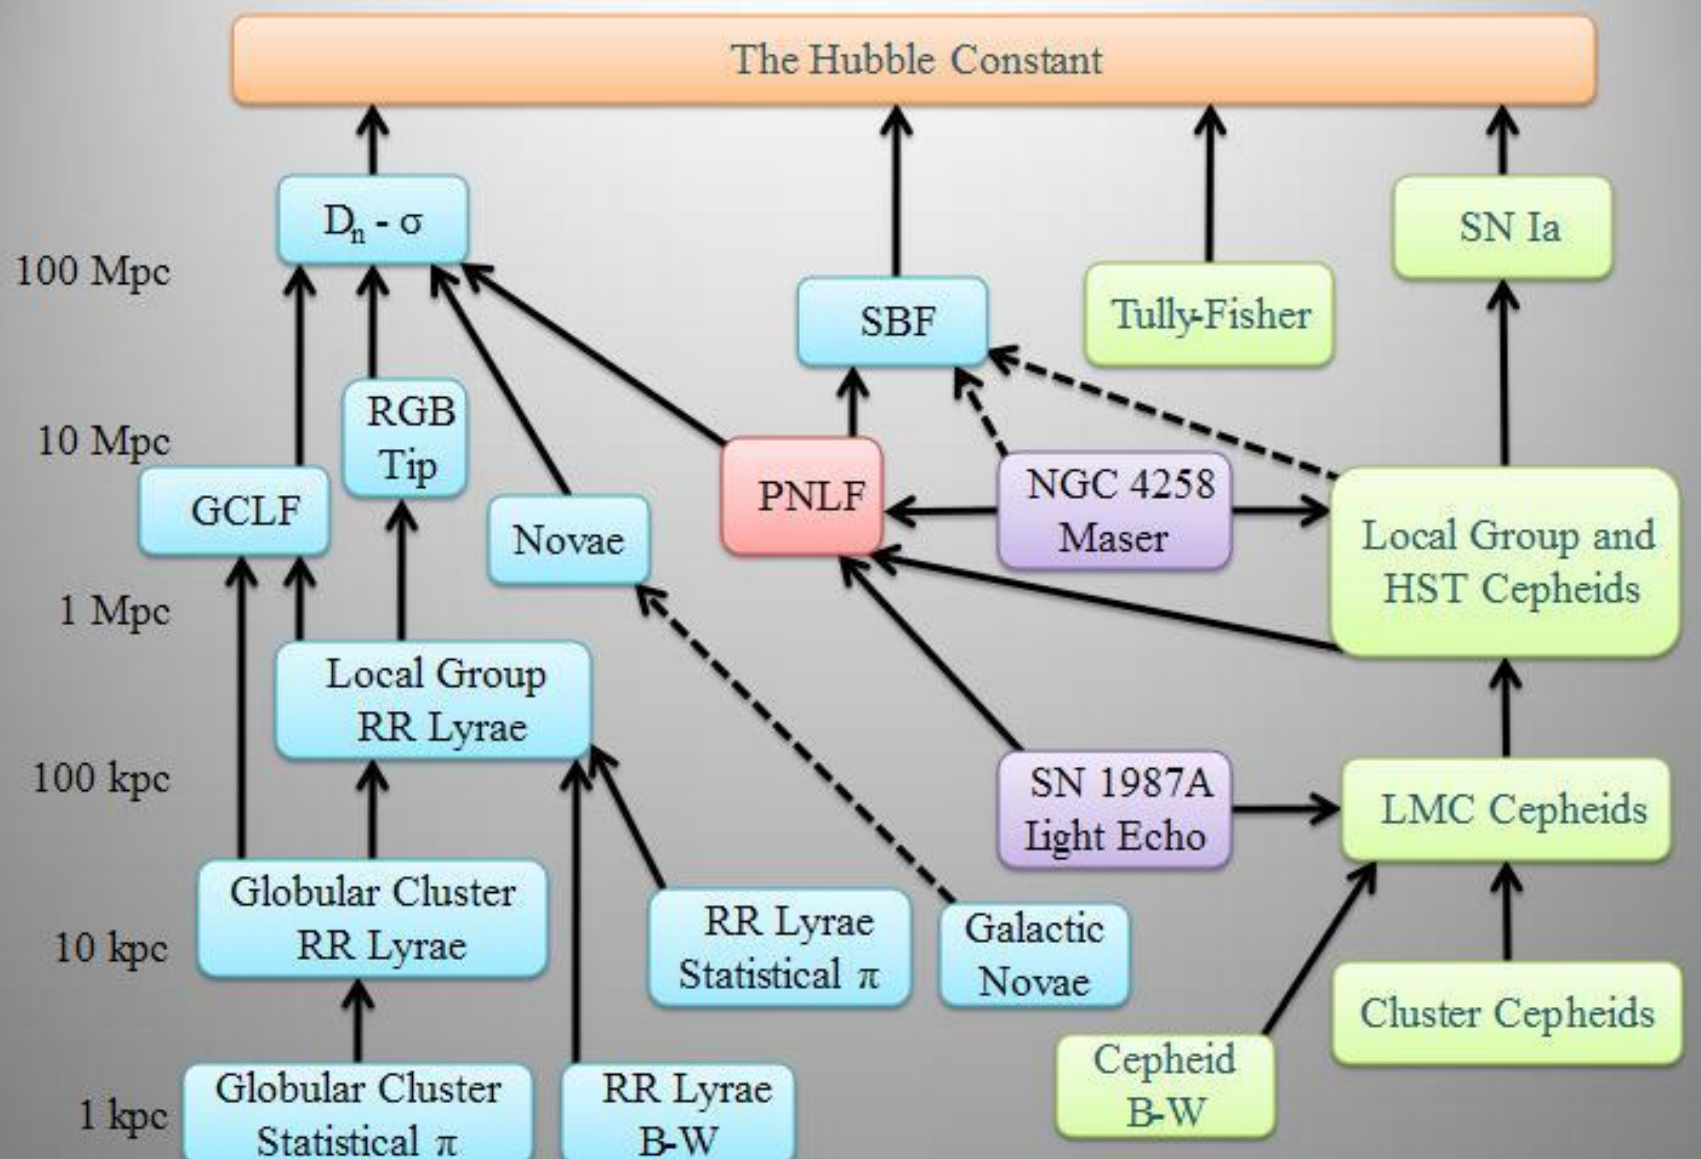 The Hubble Constant
Dₙ - σ
SN Ia
100 Mpc
SBF
Tully-Fisher
RGB
Tip
10 Mpc
GCLF
Novae
PNLF
NGC 4258
Maser
Local Group and
HST Cepheids
1 Mpc
Local Group
RR Lyrae
100 kpc
SN 1987A
Light Echo
LMC Cepheids
Globular Cluster
RR Lyrae
10 kpc
RR Lyrae
Statistical π
Galactic
Novae
Cluster Cepheids
Cepheid
B-W
1 kpc
Globular Cluster
Statistical π
RR Lyrae
B-W